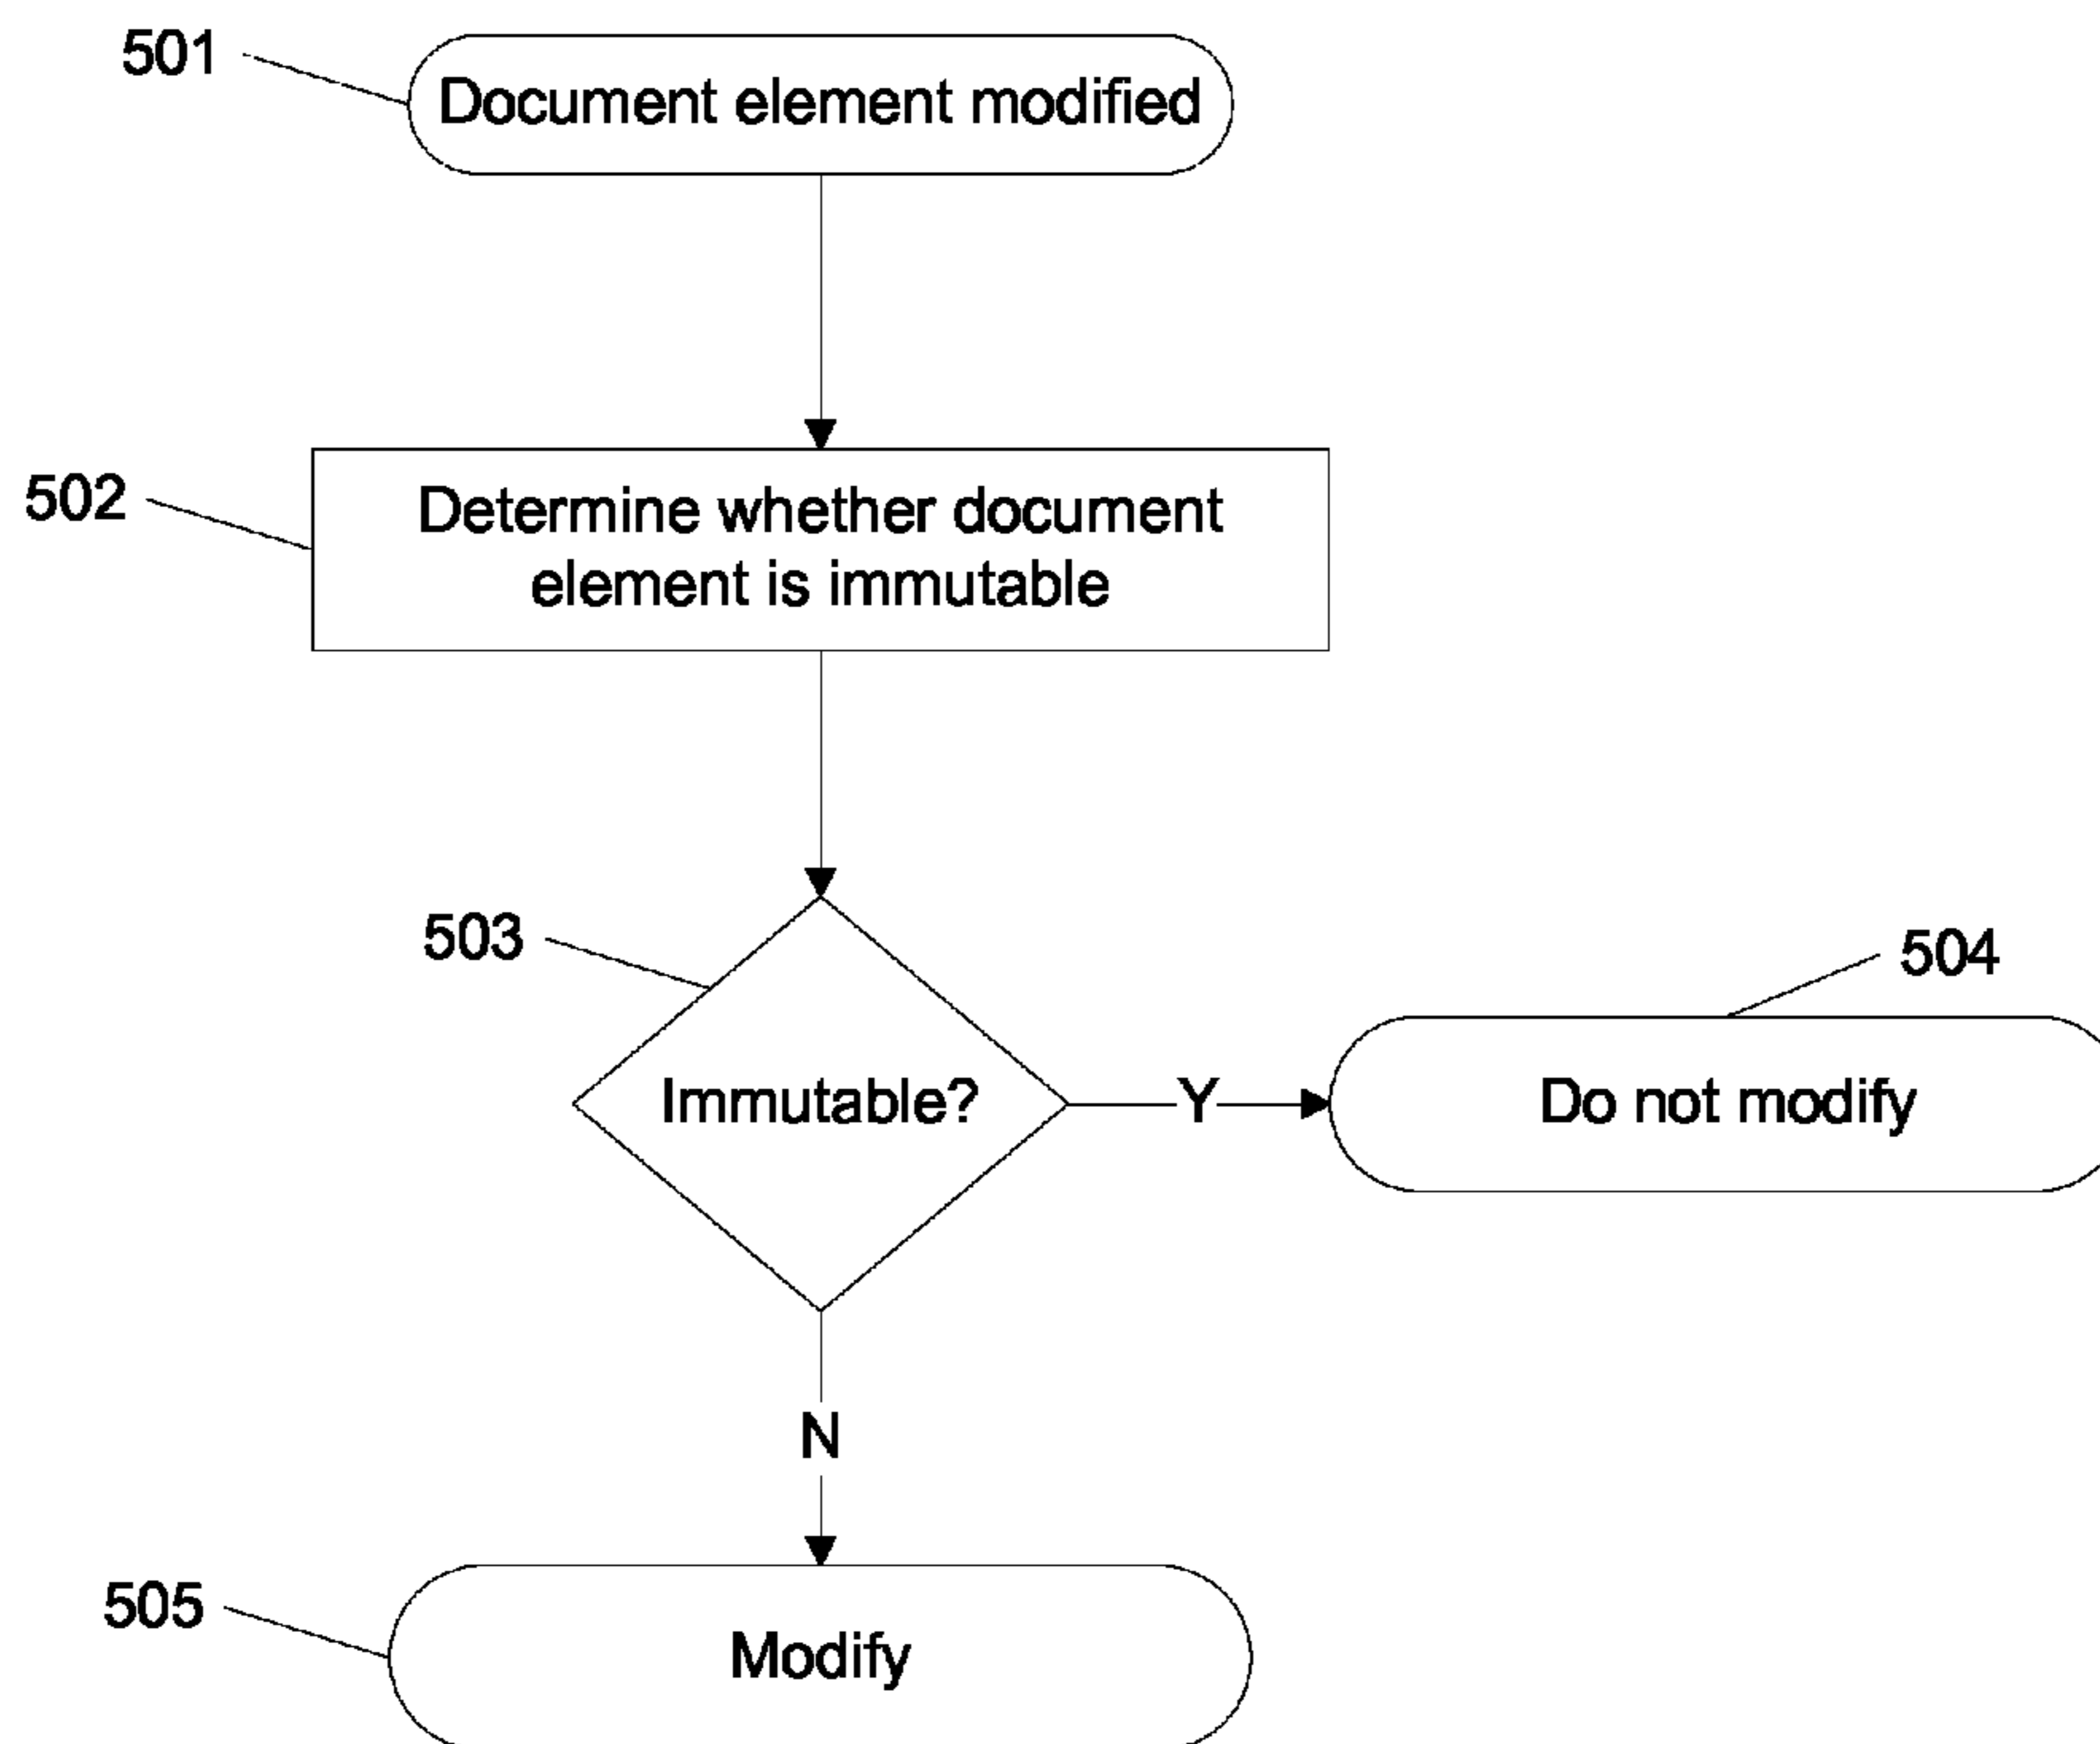 501
Document element modified
502
Determine whether document
element is immutable
503
504
Immutable?
Y
Do not modify
N
505
Modify